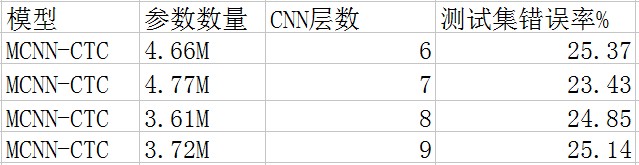 模型 参数数量 CNN层数 测试集错误率%
MCNN-CTC 4.66M 6 25.37
MCNN-CTC 4.77M 7 23.43
MCNN-CTC 3.61M 8 24.85
MCNN-CTC 3.72M 9 25.14